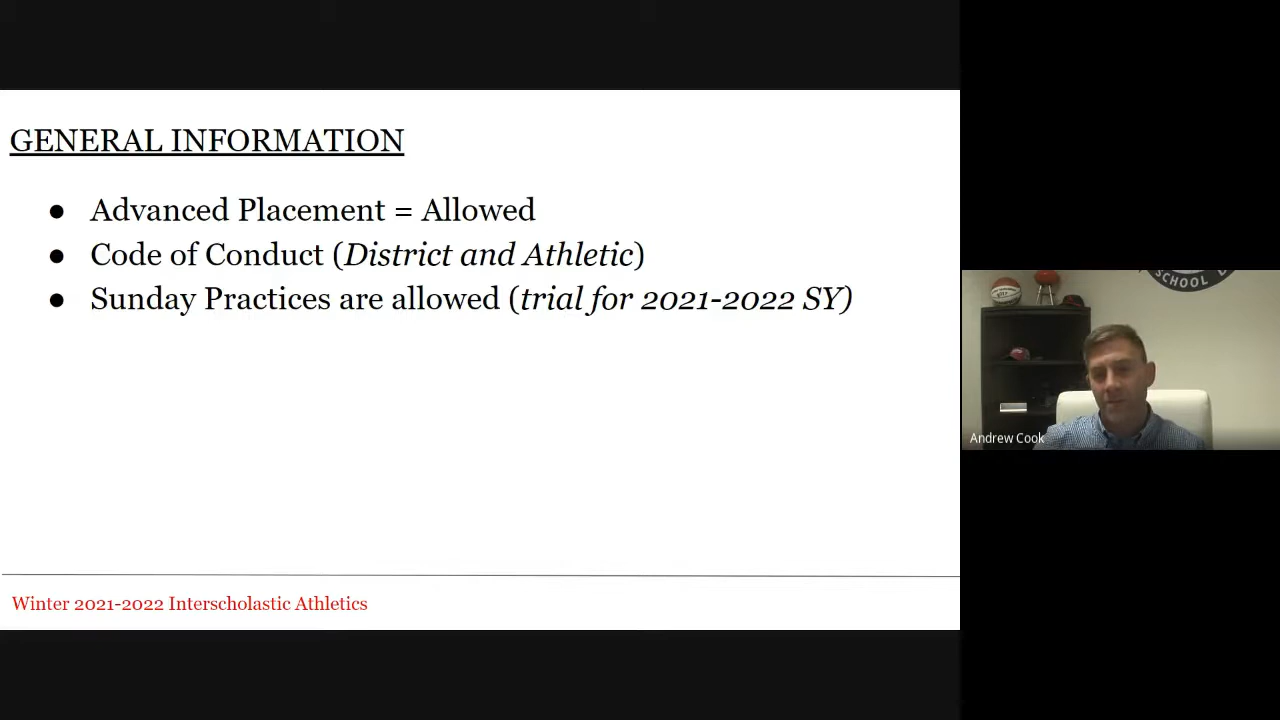 GENERAL INFORMATION
● Advanced Placement = Allowed
● Code of Conduct (District and Athletic)
● Sunday Practices are allowed (trial for 2021-2022 SY)
Winter 2021-2022 Interscholastic Athletics
SCHOOL
Andrew Cook